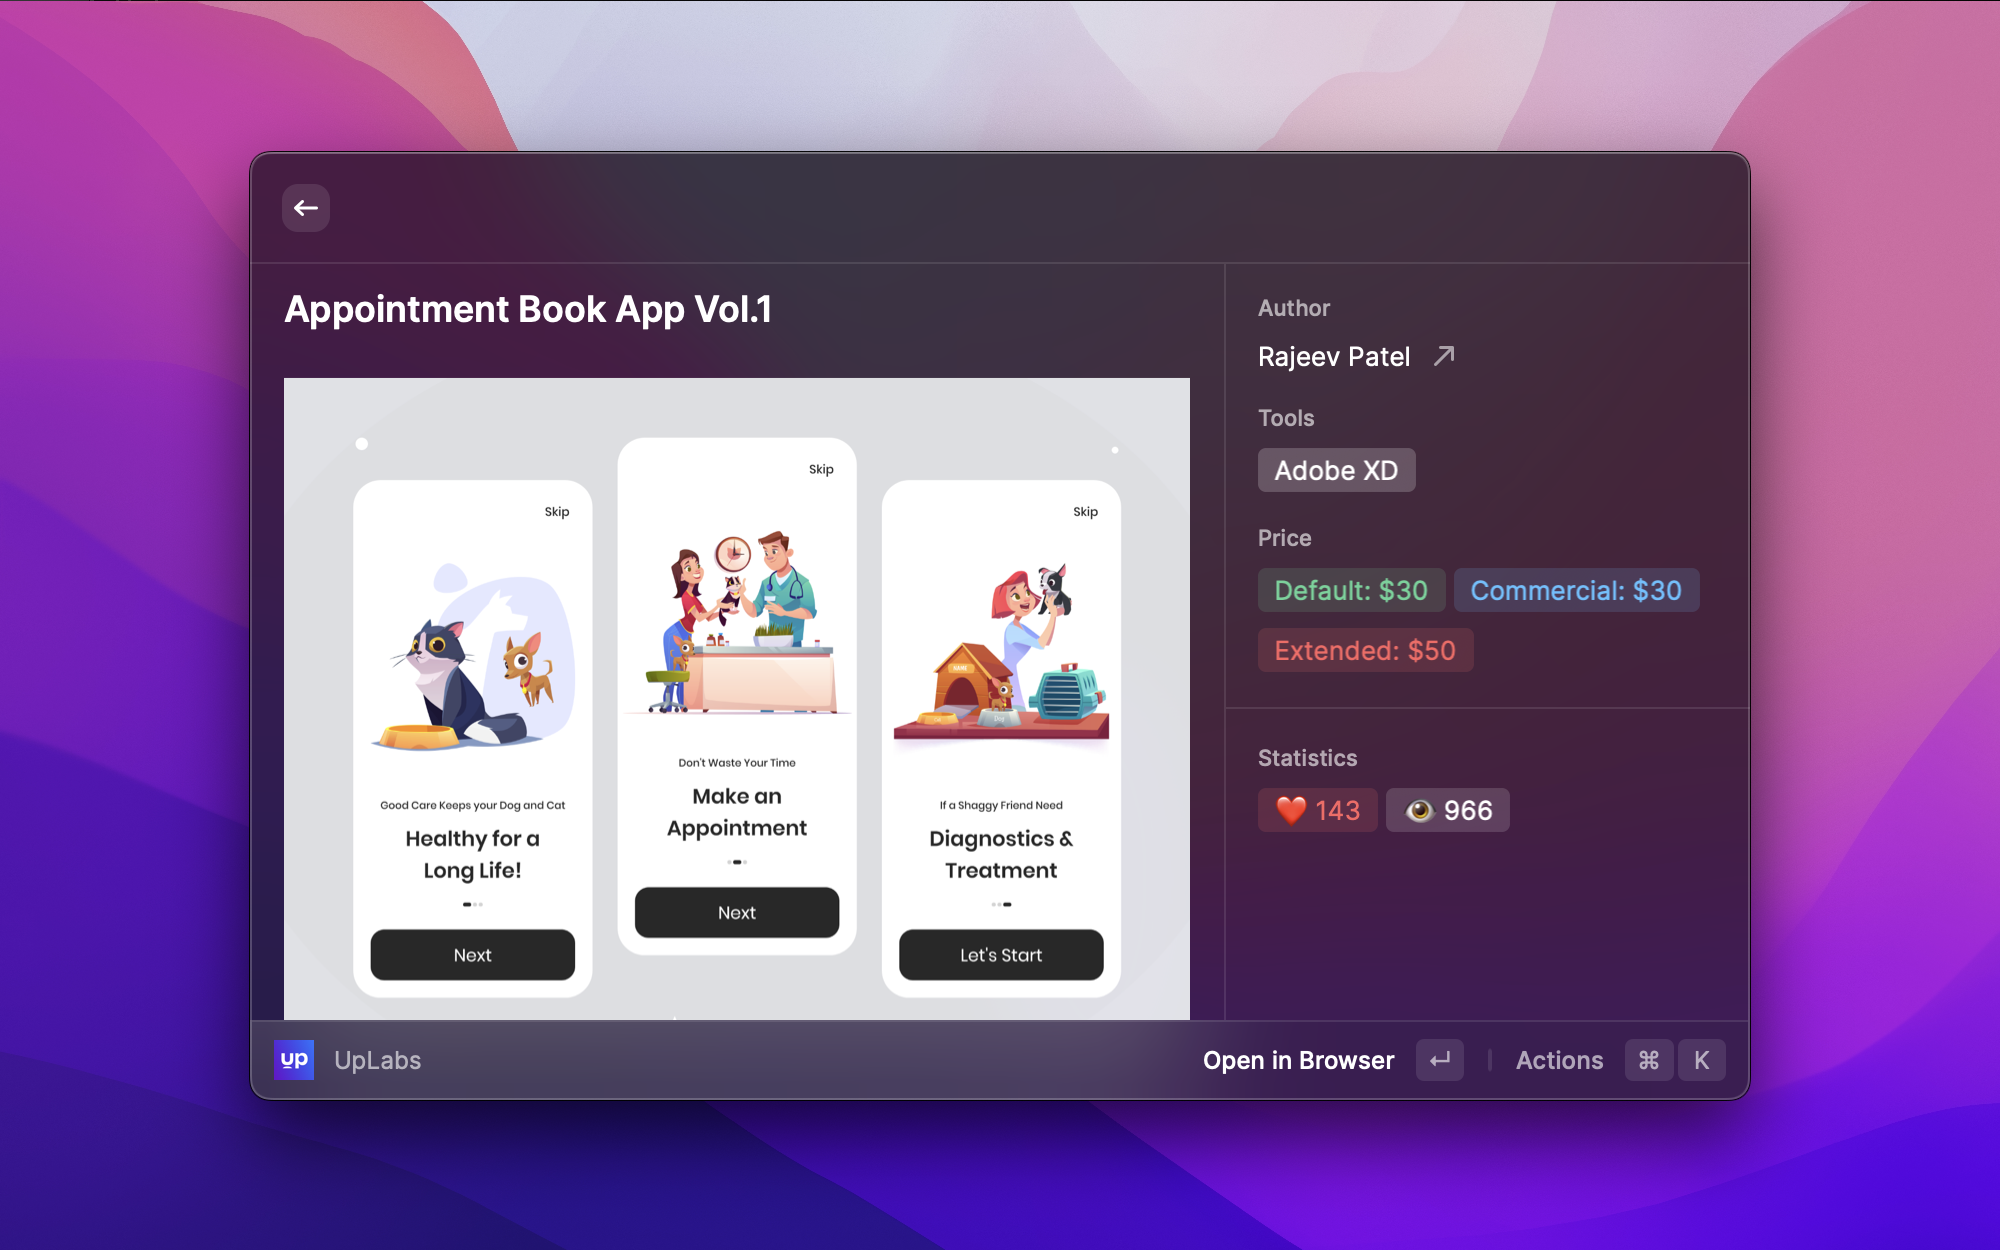 Appointment Book App Vol.1
Skip
Good Care Keeps your Dog and Cat
Healthy for a
Long Life!
Next
Skip
Don't Waste Your Time
Make an
Appointment
Next
Skip
NAME
Dog
If a Shaggy Friend Need
Diagnostics &
Treatment
Let's Start
Author
Rajeev Patel
Tools
Adobe XD
Price
Default: $30 Commercial: $30
Extended: $50
Statistics
❤️ 143 👁️ 966
up UpLabs
Open in Browser ↵ | Actions ⌘ K